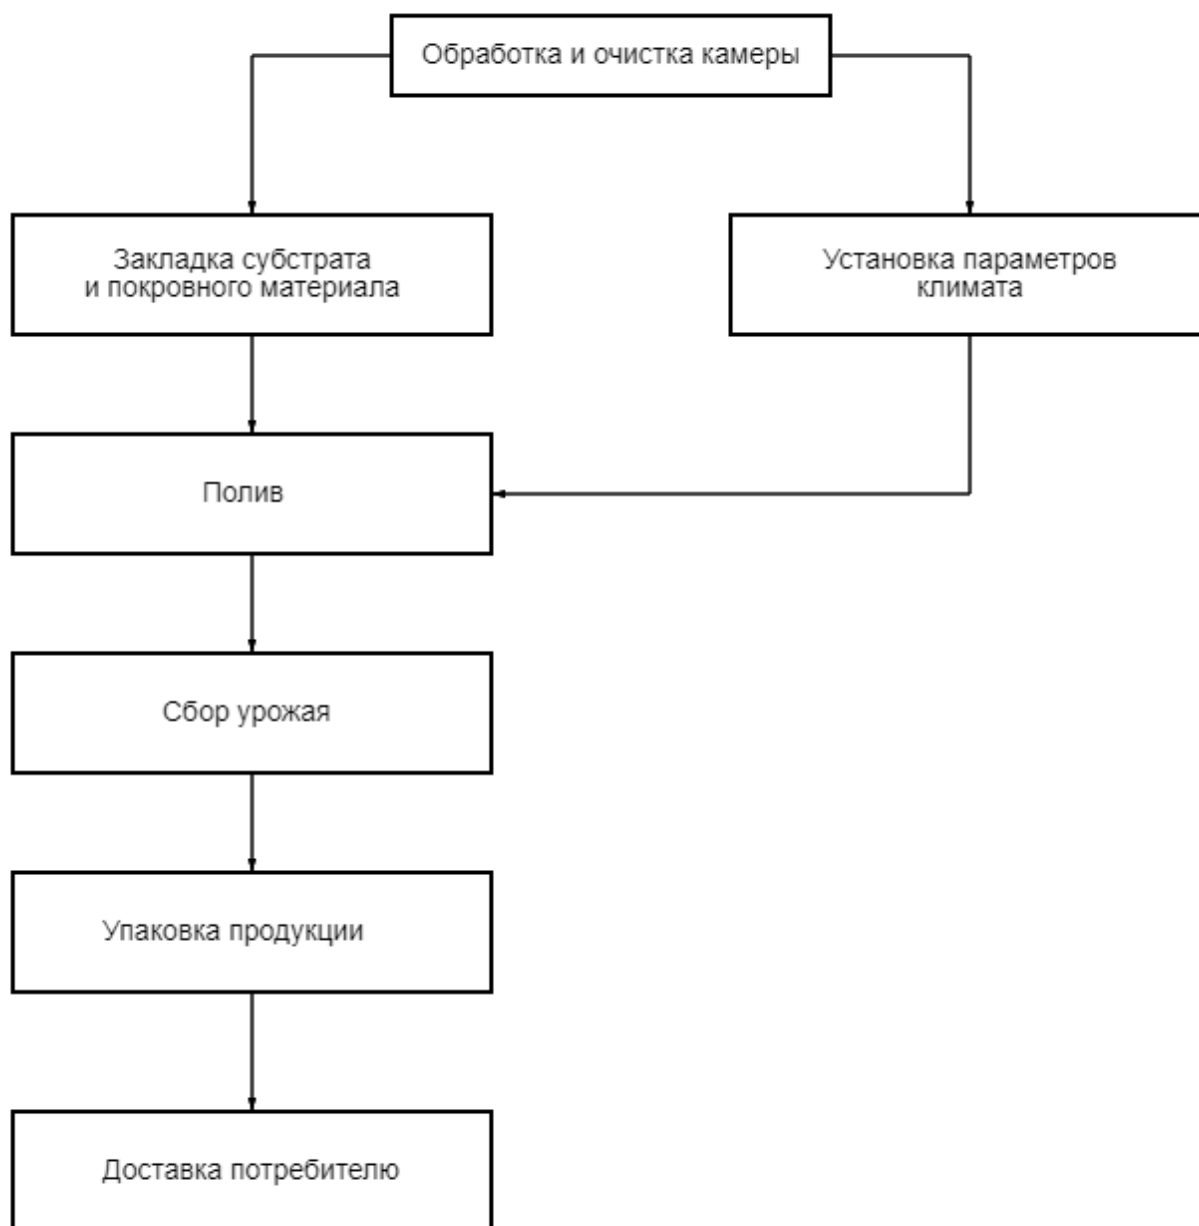 Обработка и очистка камеры
Закладка субстрата
и покровного материала
Установка параметров
климата
Полив
Сбор урожая
Упаковка продукции
Доставка потребителю